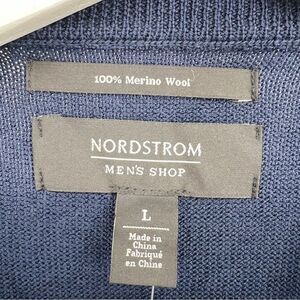 100% Merino Wool
NORDSTROM
MEN'S SHOP
L
Made in
China
Fabriqué
en Chine